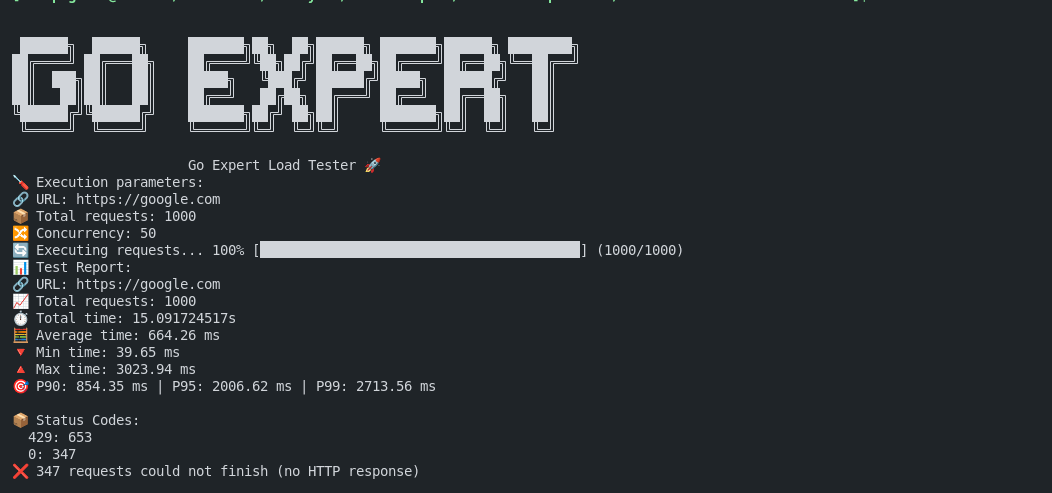 GO EXPERT
Go Expert Load Tester 🚀
🪛 Execution parameters:
🔗 URL: https://google.com
📦 Total requests: 1000
🔀 Concurrency: 50
🔄 Executing requests... 100% [████████████████████████████████████████] (1000/1000)
📊 Test Report:
🔗 URL: https://google.com
📈 Total requests: 1000
⏱️ Total time: 15.091724517s
🧮 Average time: 664.26 ms
🔻 Min time: 39.65 ms
🔺 Max time: 3023.94 ms
🎯 P90: 854.35 ms | P95: 2006.62 ms | P99: 2713.56 ms
📦 Status Codes:
429: 653
0: 347
❌ 347 requests could not finish (no HTTP response)